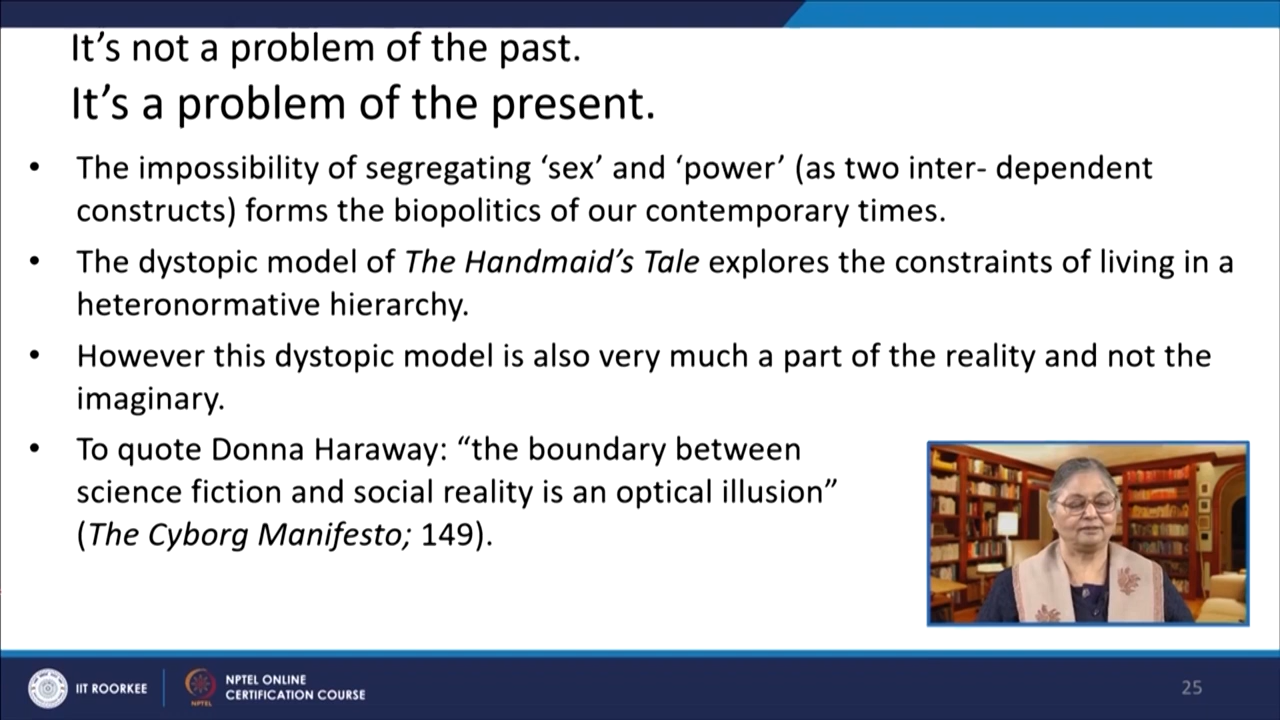 It’s not a problem of the past.
It’s a problem of the present.
• The impossibility of segregating ‘sex’ and ‘power’ (as two inter- dependent
constructs) forms the biopolitics of our contemporary times.
• The dystopic model of The Handmaid’s Tale explores the constraints of living in a
heteronormative hierarchy.
• However this dystopic model is also very much a part of the reality and not the
imaginary.
• To quote Donna Haraway: “the boundary between
science fiction and social reality is an optical illusion”
(The Cyborg Manifesto; 149).
IIT ROORKEE
NPTEL
NPTEL ONLINE
CERTIFICATION COURSE
25